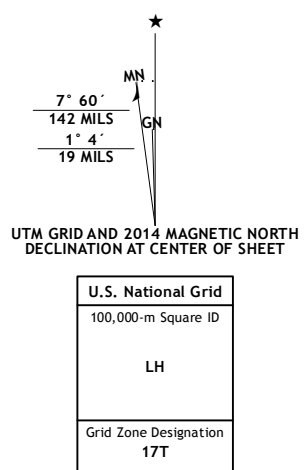 ★
MN
7° 60´
142 MILS
GN
1° 4´
19 MILS
UTM GRID AND 2014 MAGNETIC NORTH
DECLINATION AT CENTER OF SHEET
U.S. National Grid
100,000-m Square ID
LH
Grid Zone Designation
17T